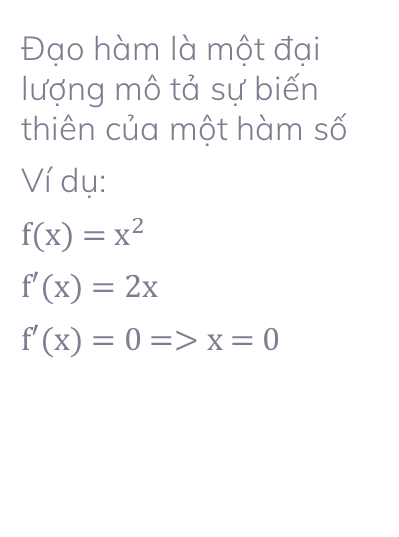 Đạo hàm là một đại
lượng mô tả sự biến
thiên của một hàm số
Ví dụ:
f(x) = x²
f′(x) = 2x
f′(x) = 0 => x = 0